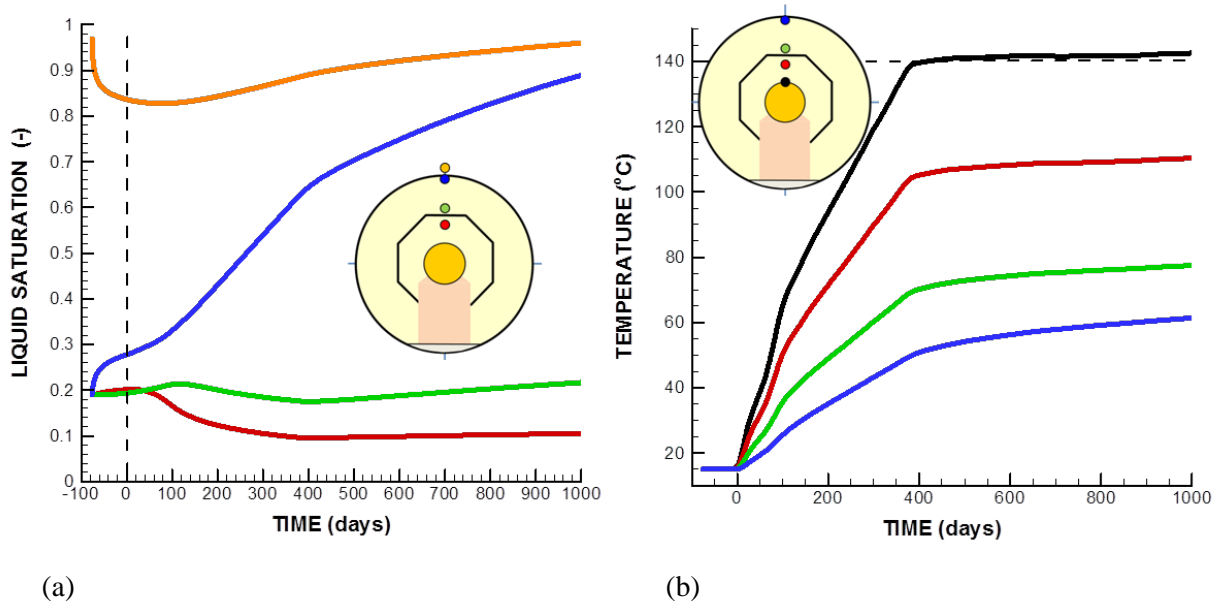 LIQUID SATURATION (-)
1
0.9
0.8
0.7
0.6
0.5
0.4
0.3
0.2
0.1
0
-100 0 100 200 300 400 500 600 700 800 900 1000
TIME (days)
(a)
TEMPERATURE (°C)
140
120
100
80
60
40
20
0 200 400 600 800 1000
TIME (days)
(b)